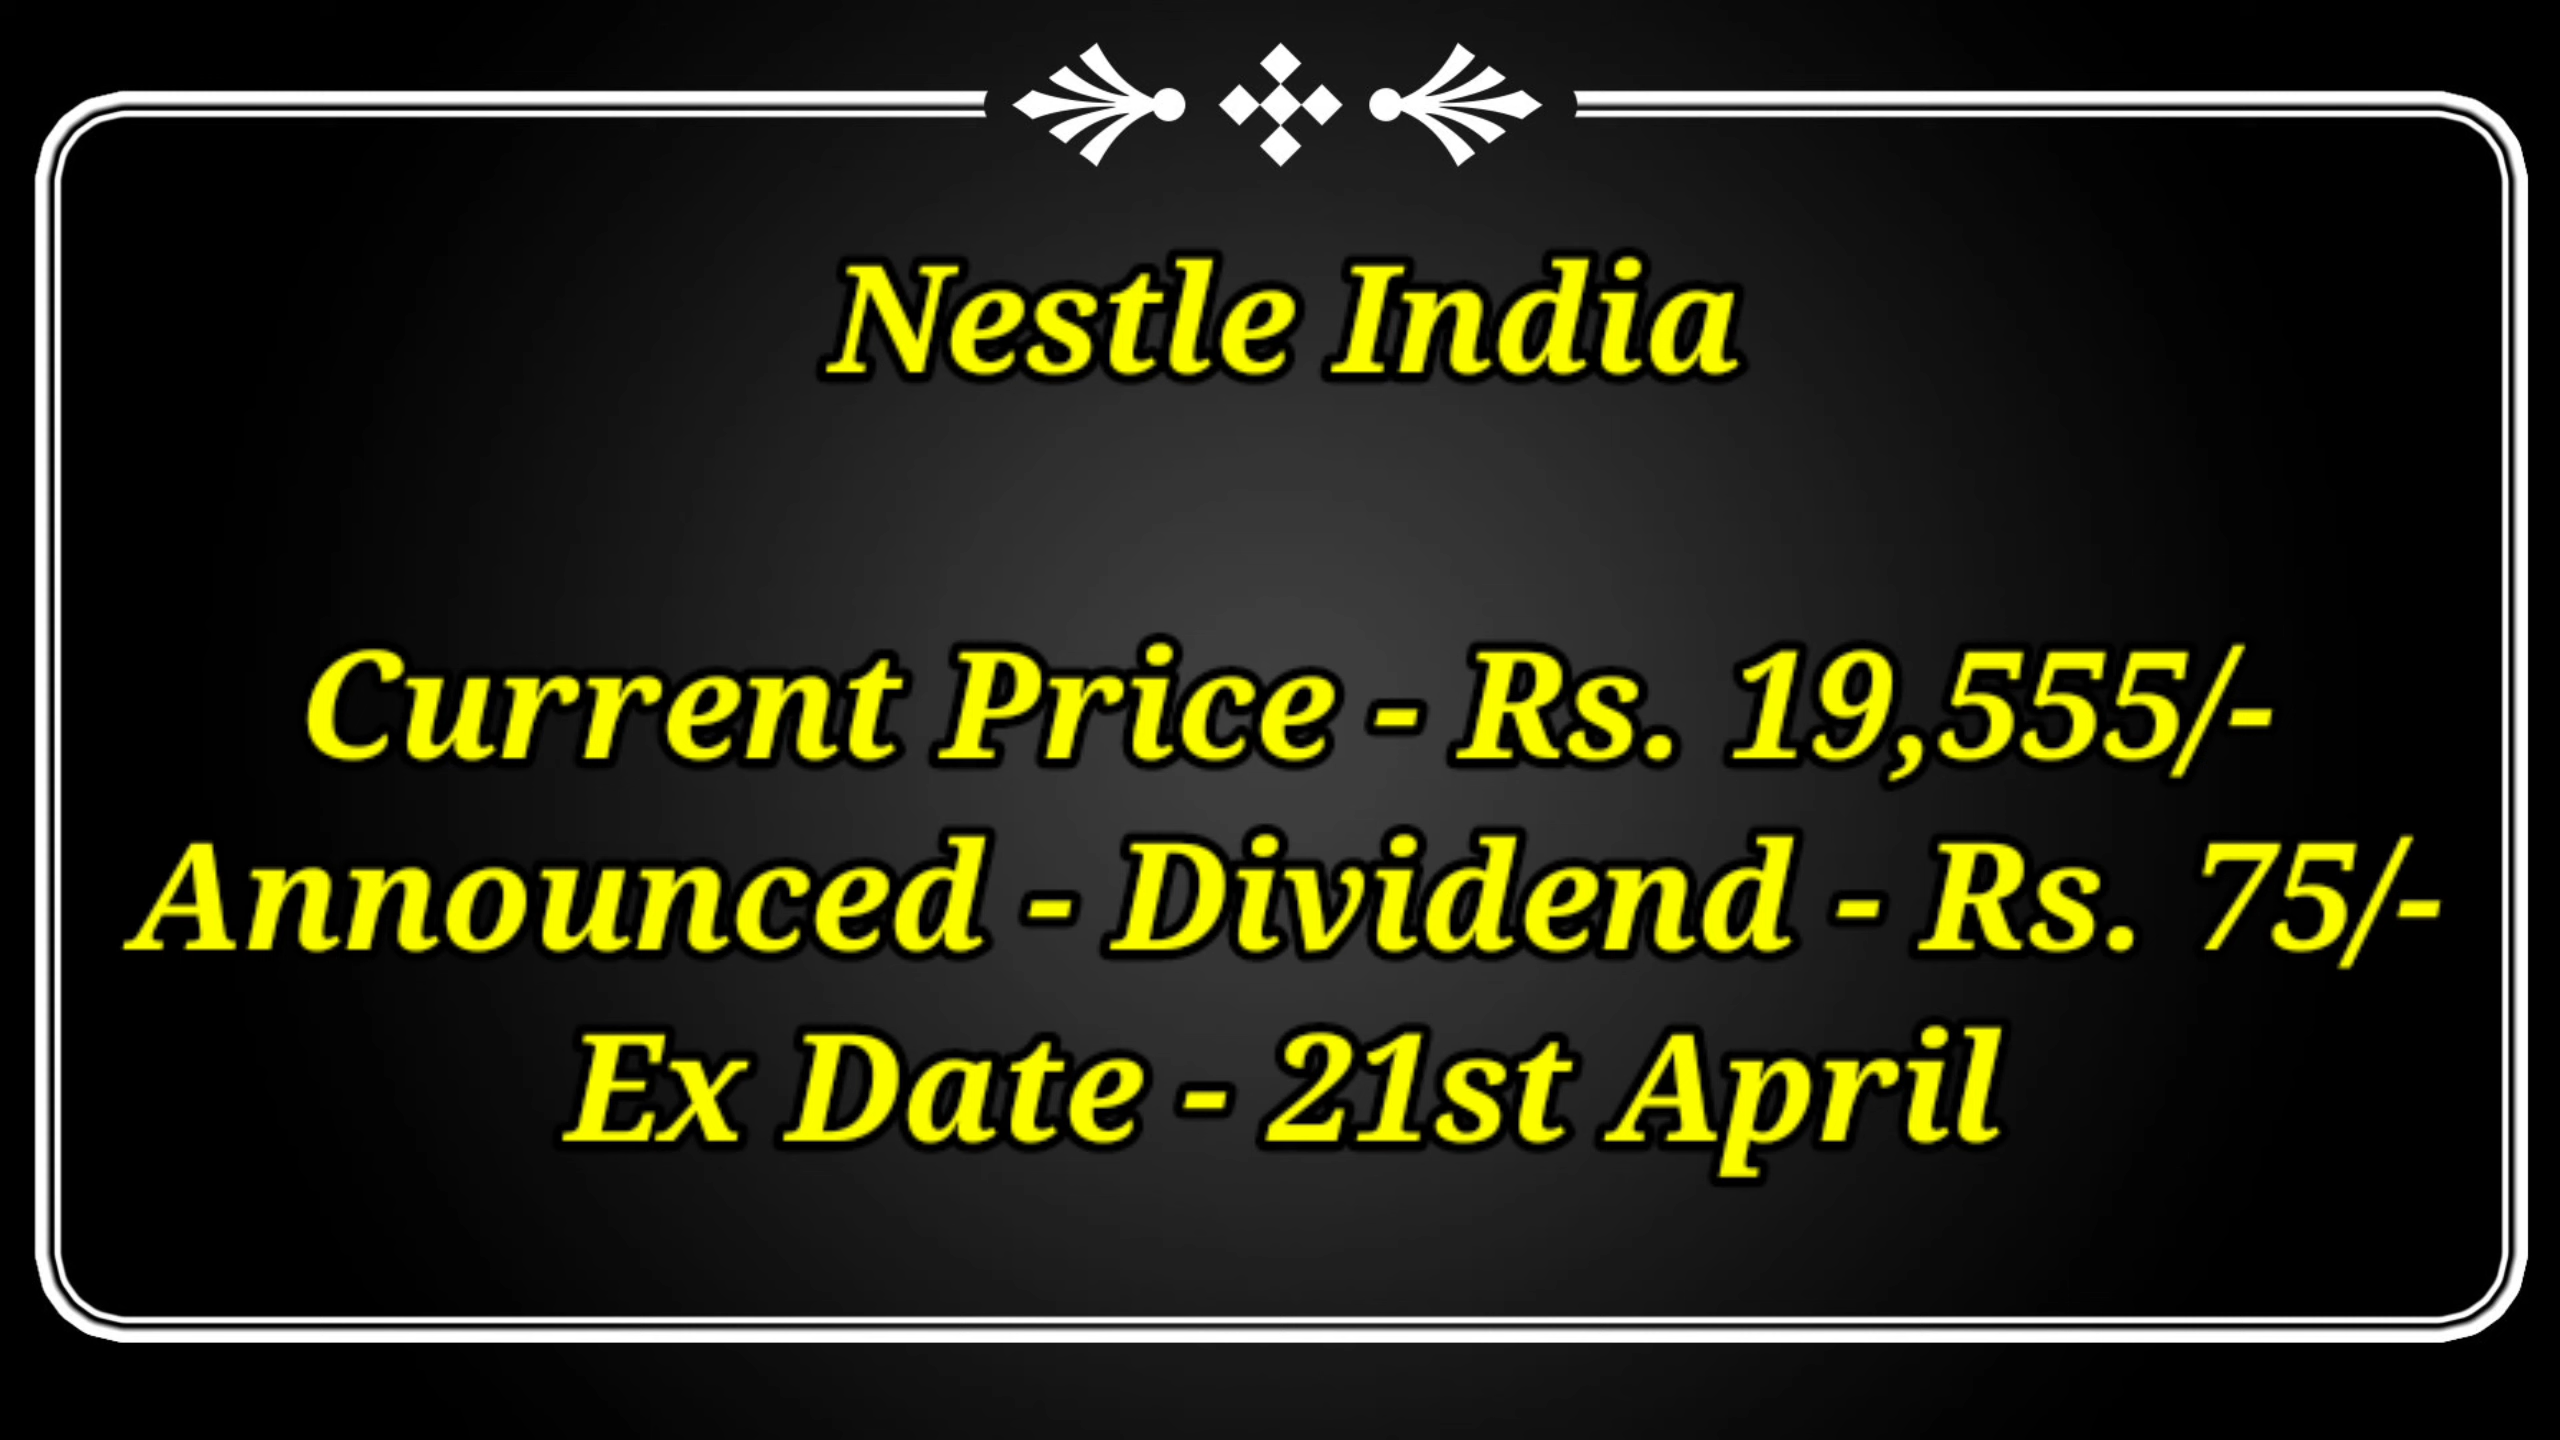 Nestle India
Current Price - Rs. 19,555/-
Announced - Dividend - Rs. 75/-
Ex Date - 21st April